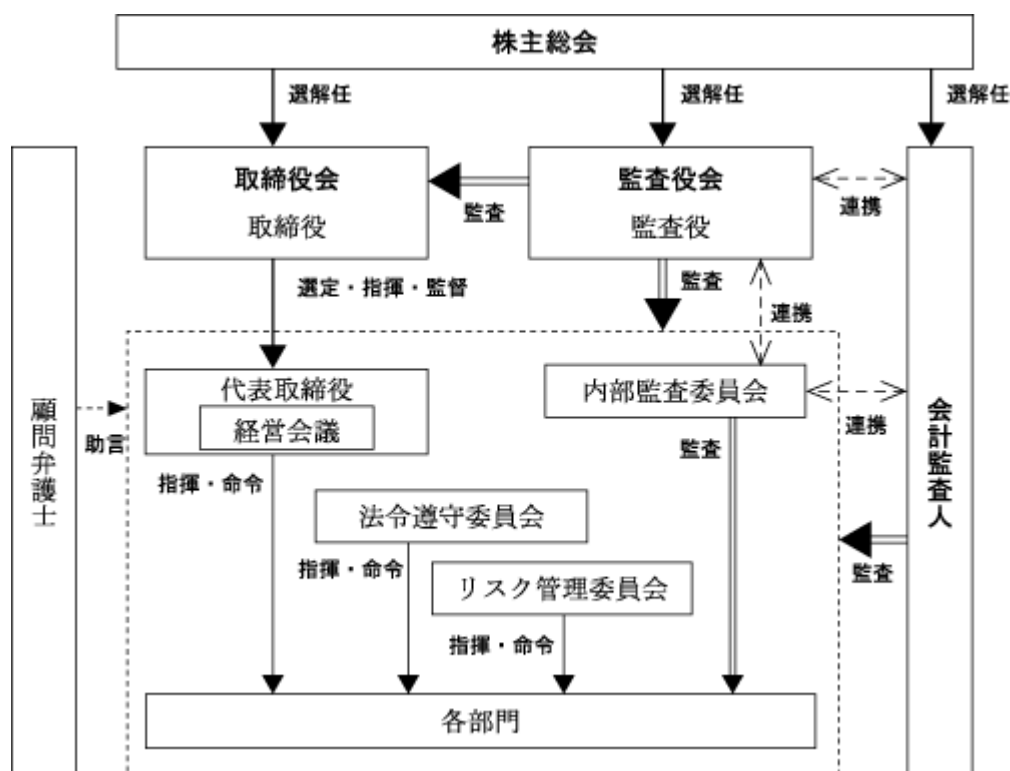 株主総会
選解任
選解任
選解任
取締役会
取締役
監査
監査役会
監査役
連携
選定・指揮・監督
監査
連携
代表取締役
経営会議
内部監査委員会
連携
顧問弁護士
助言
会計監査人
指揮・命令
監査
法令遵守委員会
指揮・命令
監査
リスク管理委員会
指揮・命令
各部門